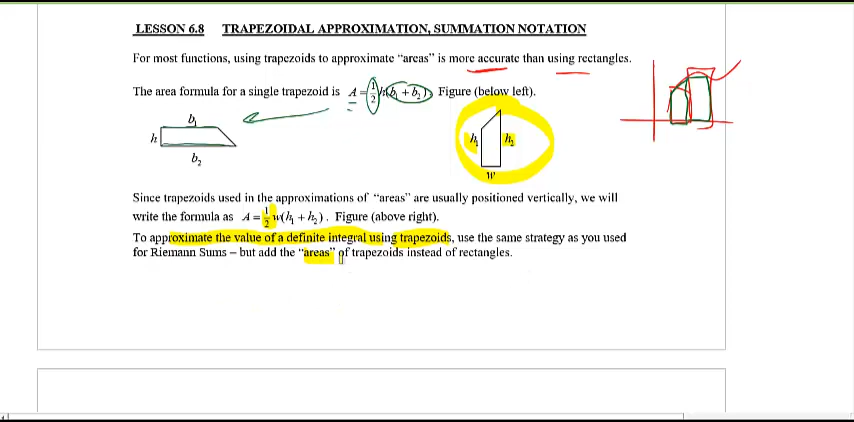 LESSON 6.8 TRAPEZOIDAL APPROXIMATION, SUMMATION NOTATION
For most functions, using trapezoids to approximate “areas” is more accurate than using rectangles.
The area formula for a single trapezoid is A = 1/2 h(b₁ + b₂). Figure (below left).
b₁
h
b₂
h₁ h₂
w
Since trapezoids used in the approximations of “areas” are usually positioned vertically, we will
write the formula as A = 1/2 w(h₁ + h₂). Figure (above right).
To approximate the value of a definite integral using trapezoids, use the same strategy as you used
for Riemann Sums – but add the “areas” of trapezoids instead of rectangles.